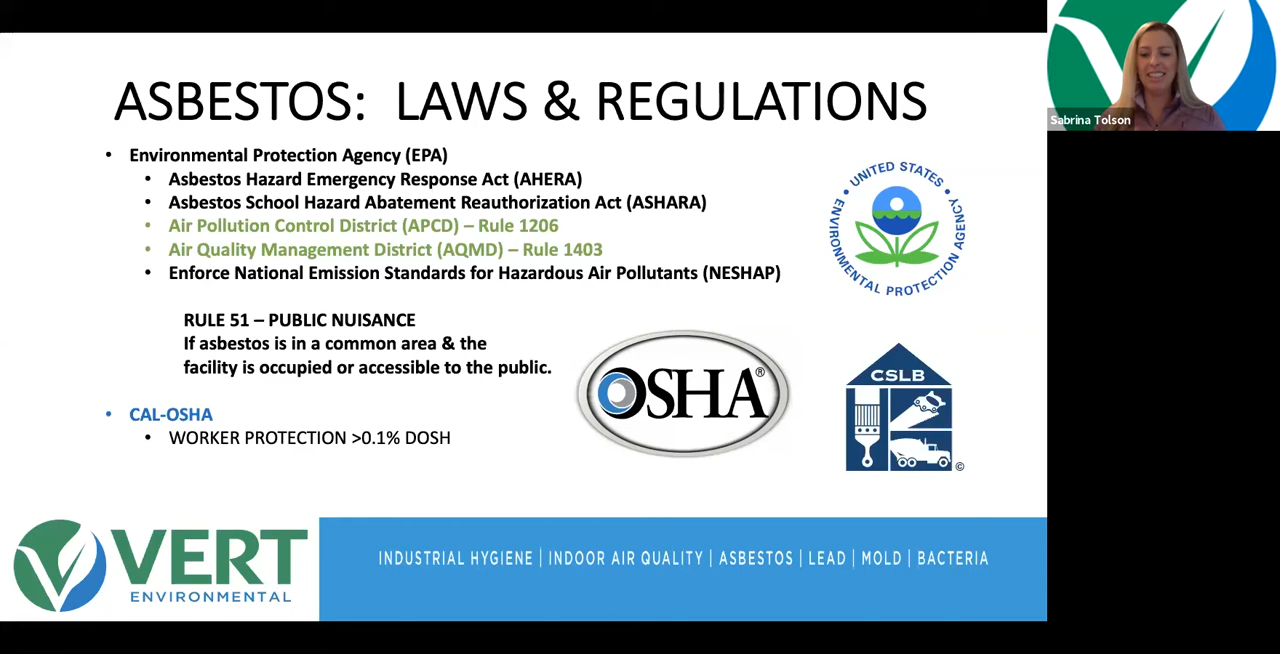 ASBESTOS: LAWS & REGULATIONS
• Environmental Protection Agency (EPA)
• Asbestos Hazard Emergency Response Act (AHERA)
• Asbestos School Hazard Abatement Reauthorization Act (ASHARA)
• Air Pollution Control District (APCD) – Rule 1206
• Air Quality Management District (AQMD) – Rule 1403
• Enforce National Emission Standards for Hazardous Air Pollutants (NESHAP)
RULE 51 – PUBLIC NUISANCE
If asbestos is in a common area & the
facility is occupied or accessible to the public.
• CAL-OSHA
• WORKER PROTECTION >0.1% DOSH
UNITED STATES
ENVIRONMENTAL PROTECTION AGENCY
OSHA®
CSLB
©
Sabrina Tolson
VERT
ENVIRONMENTAL
INDUSTRIAL HYGIENE | INDOOR AIR QUALITY | ASBESTOS | LEAD | MOLD | BACTERIA